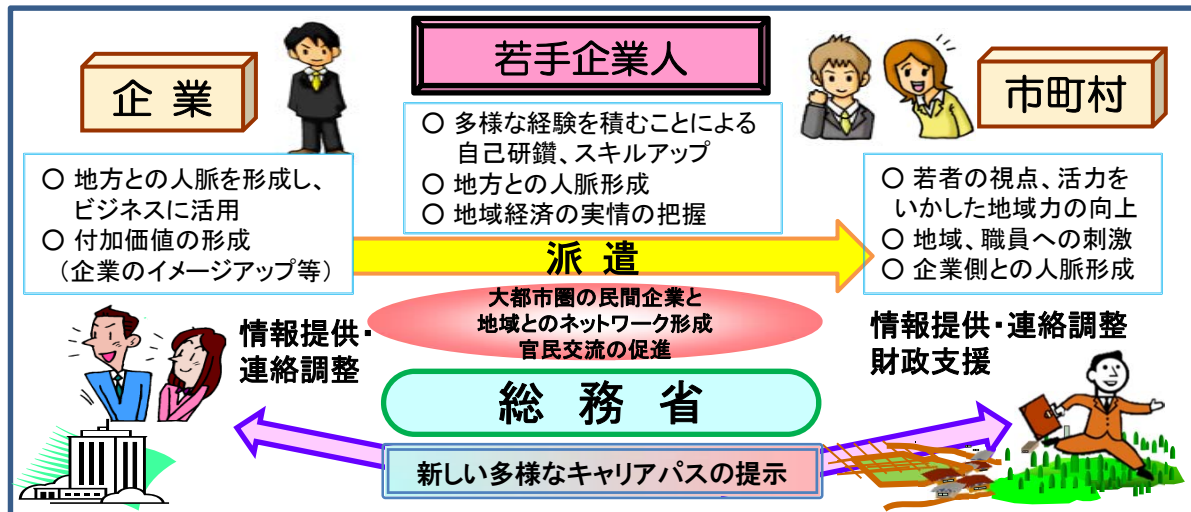 若手企業人
企業
市町村
○ 多様な経験を積むことによる
自己研鑽、スキルアップ
○ 地方との人脈形成
○ 地域経済の実情の把握
○ 地方との人脈を形成し、
ビジネスに活用
○ 付加価値の形成
（企業のイメージアップ等）
○ 若者の視点、活力を
いかした地域力の向上
○ 地域、職員への刺激
○ 企業側との人脈形成
派遣
大都市圏の民間企業と
地域とのネットワーク形成
官民交流の促進
情報提供・
連絡調整
情報提供・連絡調整
財政支援
総務省
新しい多様なキャリアパスの提示